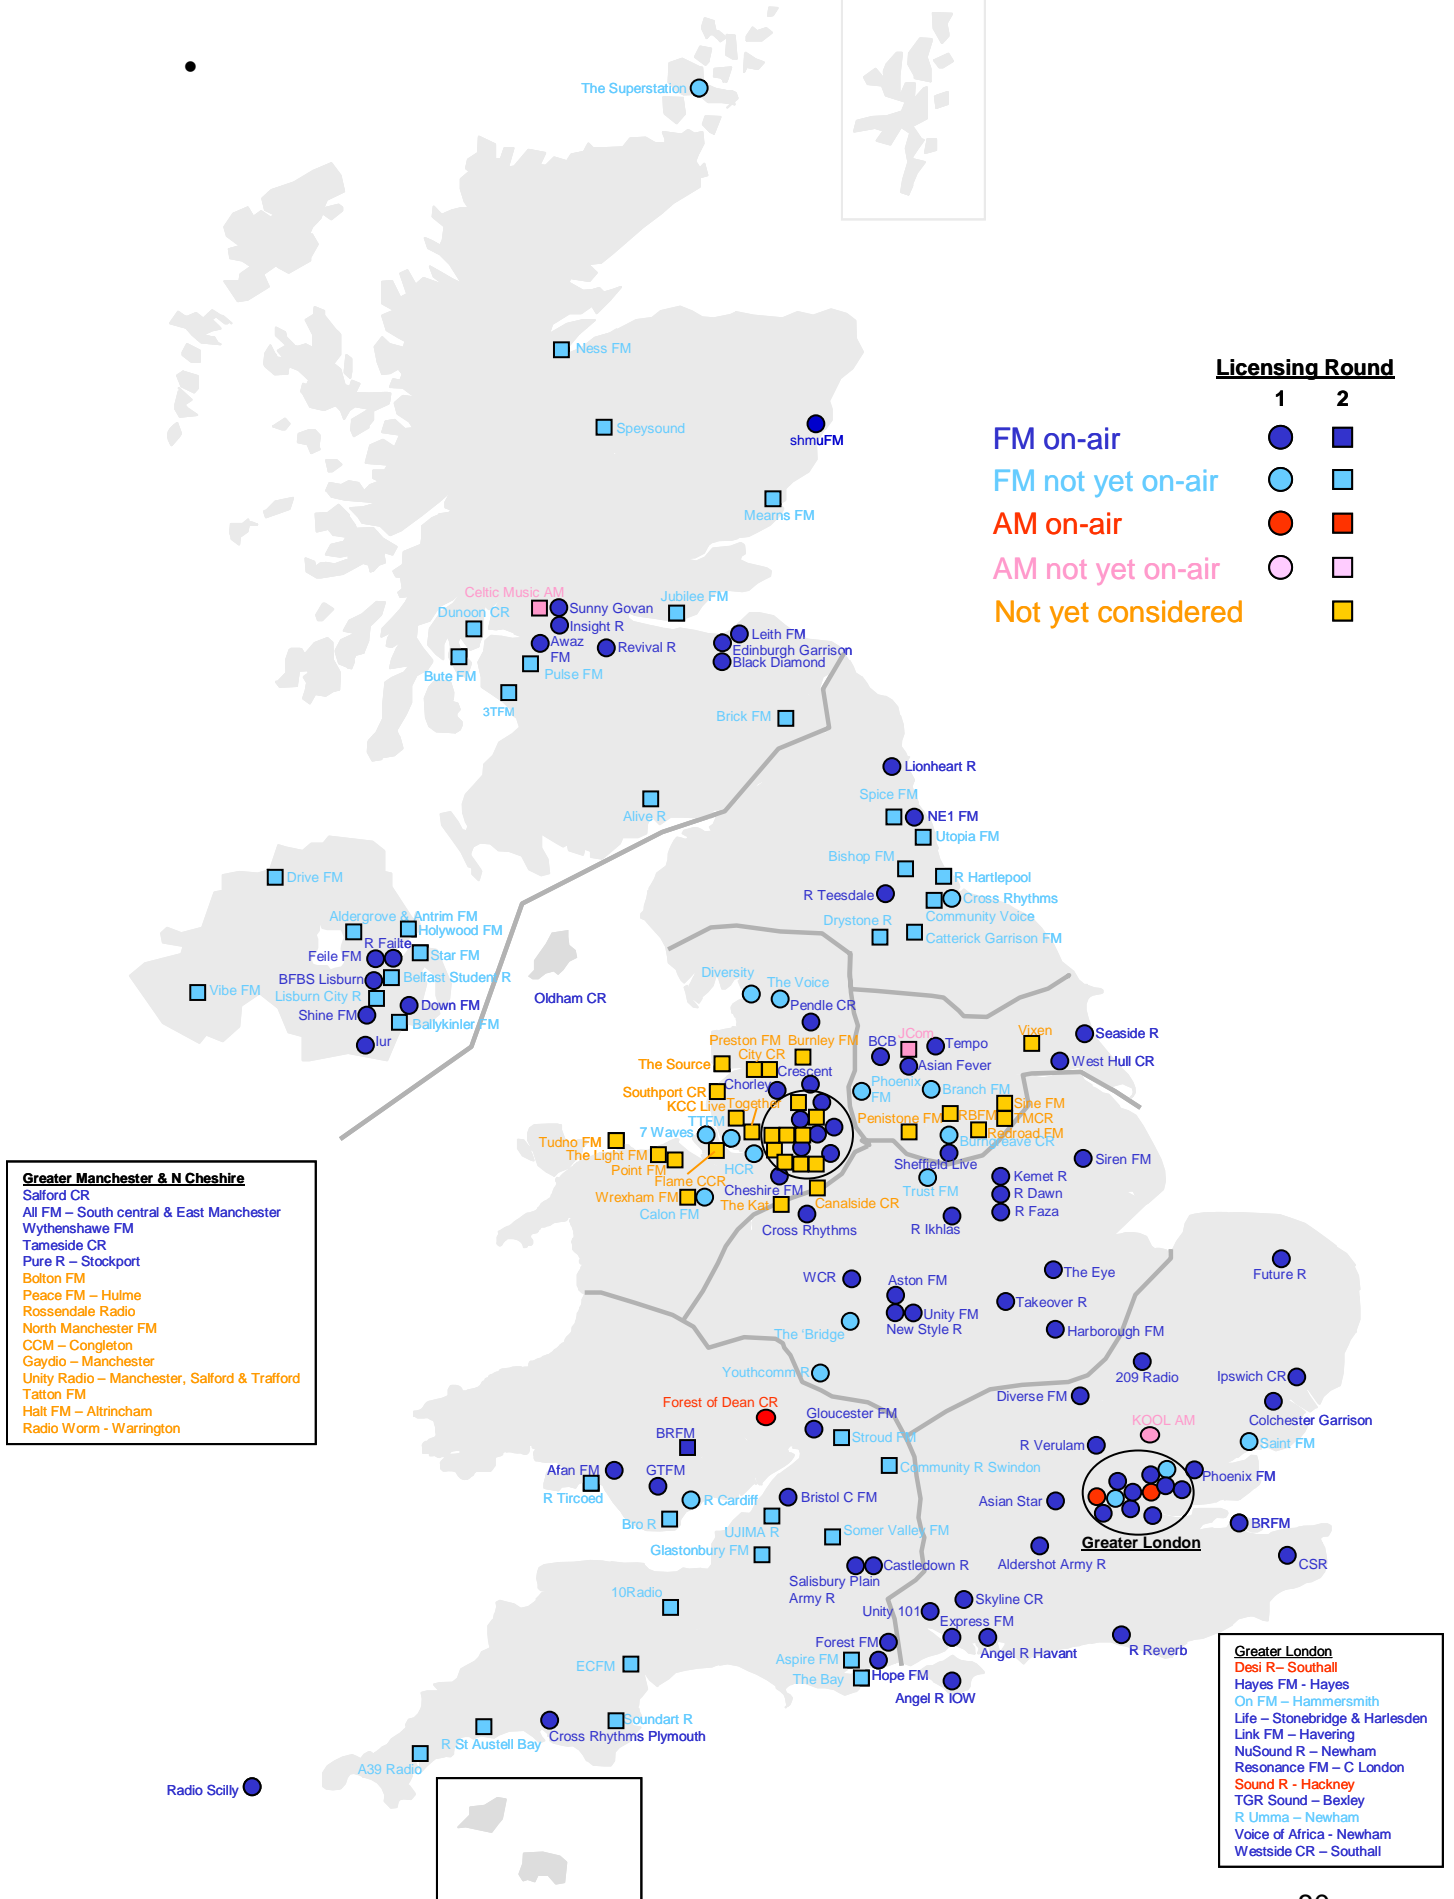 The Superstation
Ness FM
Licensing Round
1 2
FM on-air
FM not yet on-air
AM on-air
AM not yet on-air
Not yet considered
Speysound
shmuFM
Mearns FM
Celtic Music AM
Jubilee FM
Dunoon CR
Sunny Govan
Insight R
Leith FM
Awaz
FM
Revival R
Edinburgh Garrison
Black Diamond
Bute FM
Pulse FM
3TFM
Brick FM
Lionheart R
Spice FM
Alive R
NE1 FM
Utopia FM
Bishop FM
Drive FM
R Hartlepool
R Teesdale
Cross Rhythms
Aldergrove & Antrim FM
Community Voice
Holywood FM
Drystone R
Catterick Garrison FM
R Failte
Feile FM
Star FM
BFBS Lisburn
Belfast Student R
Diversity
The Voice
Vibe FM
Lisburn City R
Oldham CR
Down FM
Pendle CR
Shine FM
Ballykinler FM
Iur
Vixen
Seaside R
JCom
BCB
Tempo
Preston FM
Burnley FM
City CR
The Source
Crescent
Asian Fever
West Hull CR
Chorley
Phoenix
FM
Branch FM
Southport CR
KCC Live
Together
Sine FM
TTFM
Penistone FM
RBFM
TMCR
7 Waves
Redroad FM
Tudno FM
Burngreave CR
The Light FM
Point FM
HCR
Sheffield Live
Siren FM
Flame CCR
Kemet R
Wrexham FM
Cheshire FM
Trust FM
R Dawn
Calon FM
The Kat
Canalside CR
R Faza
Cross Rhythms
R Ikhlas
Greater Manchester & N Cheshire
Salford CR
All FM – South central & East Manchester
Wythenshawe FM
Tameside CR
Pure R – Stockport
Bolton FM
Peace FM – Hulme
Rossendale Radio
North Manchester FM
CCM – Congleton
Gaydio – Manchester
Unity Radio – Manchester, Salford & Trafford
Tatton FM
Halt FM – Altrincham
Radio Worm - Warrington
WCR
Aston FM
The Eye
Future R
Takeover R
Unity FM
The 'Bridge
New Style R
Harborough FM
Youthcomm R
209 Radio
Ipswich CR
Forest of Dean CR
Diverse FM
Gloucester FM
KOOL AM
Colchester Garrison
BRFM
Stroud FM
R Verulam
Saint FM
Afan FM
GTFM
Community R Swindon
Phoenix FM
R Tircoed
R Cardiff
Bristol C FM
Asian Star
Bro R
UJIMA R
Somer Valley FM
BRFM
Greater London
Glastonbury FM
Castledown R
Aldershot Army R
CSR
Salisbury Plain
Army R
10Radio
Skyline CR
Unity 101
Express FM
Forest FM
Angel R Havant
R Reverb
Aspire FM
ECFM
Hope FM
The Bay
Angel R IOW
Soundart R
Cross Rhythms Plymouth
R St Austell Bay
A39 Radio
Radio Scilly
Greater London
Desi R– Southall
Hayes FM - Hayes
On FM – Hammersmith
Life – Stonebridge & Harlesden
Link FM – Havering
NuSound R – Newham
Resonance FM – C London
Sound R - Hackney
TGR Sound – Bexley
R Umma – Newham
Voice of Africa - Newham
Westside CR – Southall